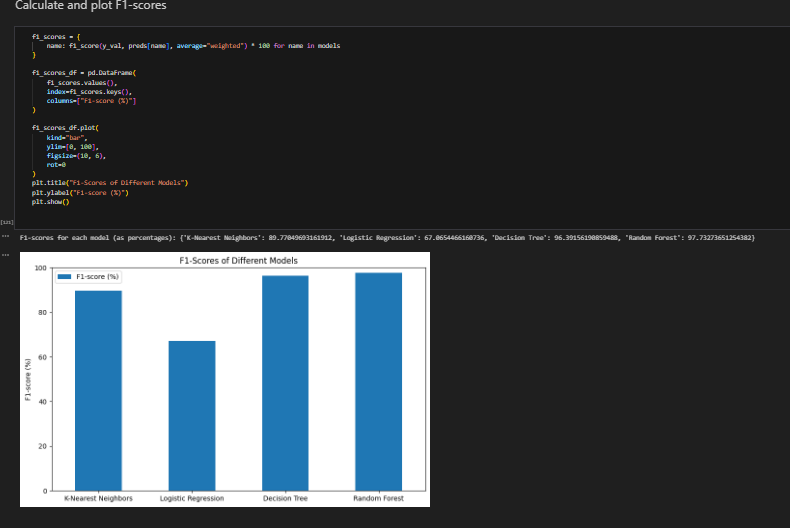 Calculate and plot F1-scores
f1_scores = {
name: f1_score(y_val, preds[name], average="weighted") * 100 for name in models
}
f1_scores_df = pd.DataFrame(
f1_scores.values(),
index=f1_scores.keys(),
columns=["F1-score (%)"]
)
f1_scores_df.plot(
kind="bar",
ylim=[0, 100],
figsize=(10, 6),
rot=0
)
plt.title("F1-Scores of Different Models")
plt.ylabel("F1-score (%)")
plt.show()
[121]
... F1-scores for each model (as percentages): {'K-Nearest Neighbors': 89.77049693161912, 'Logistic Regression': 67.0654466160736, 'Decision Tree': 96.39156190859488, 'Random Forest': 97.73273651254382}
...
F1-Scores of Different Models
F1-score (%)
100
80
60
40
20
0
F1-score (%)
K-Nearest Neighbors Logistic Regression Decision Tree Random Forest